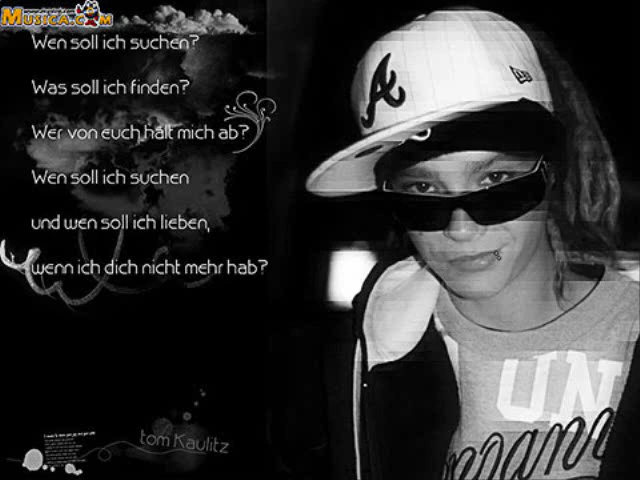 MUSICA.COM
Wen soll ich suchen?
Was soll ich finden?
Wer von euch hält mich ab?
Wen soll ich suchen
und wen soll ich lieben,
wenn ich dich nicht mehr hab?
A
UN
tom Kaulitz